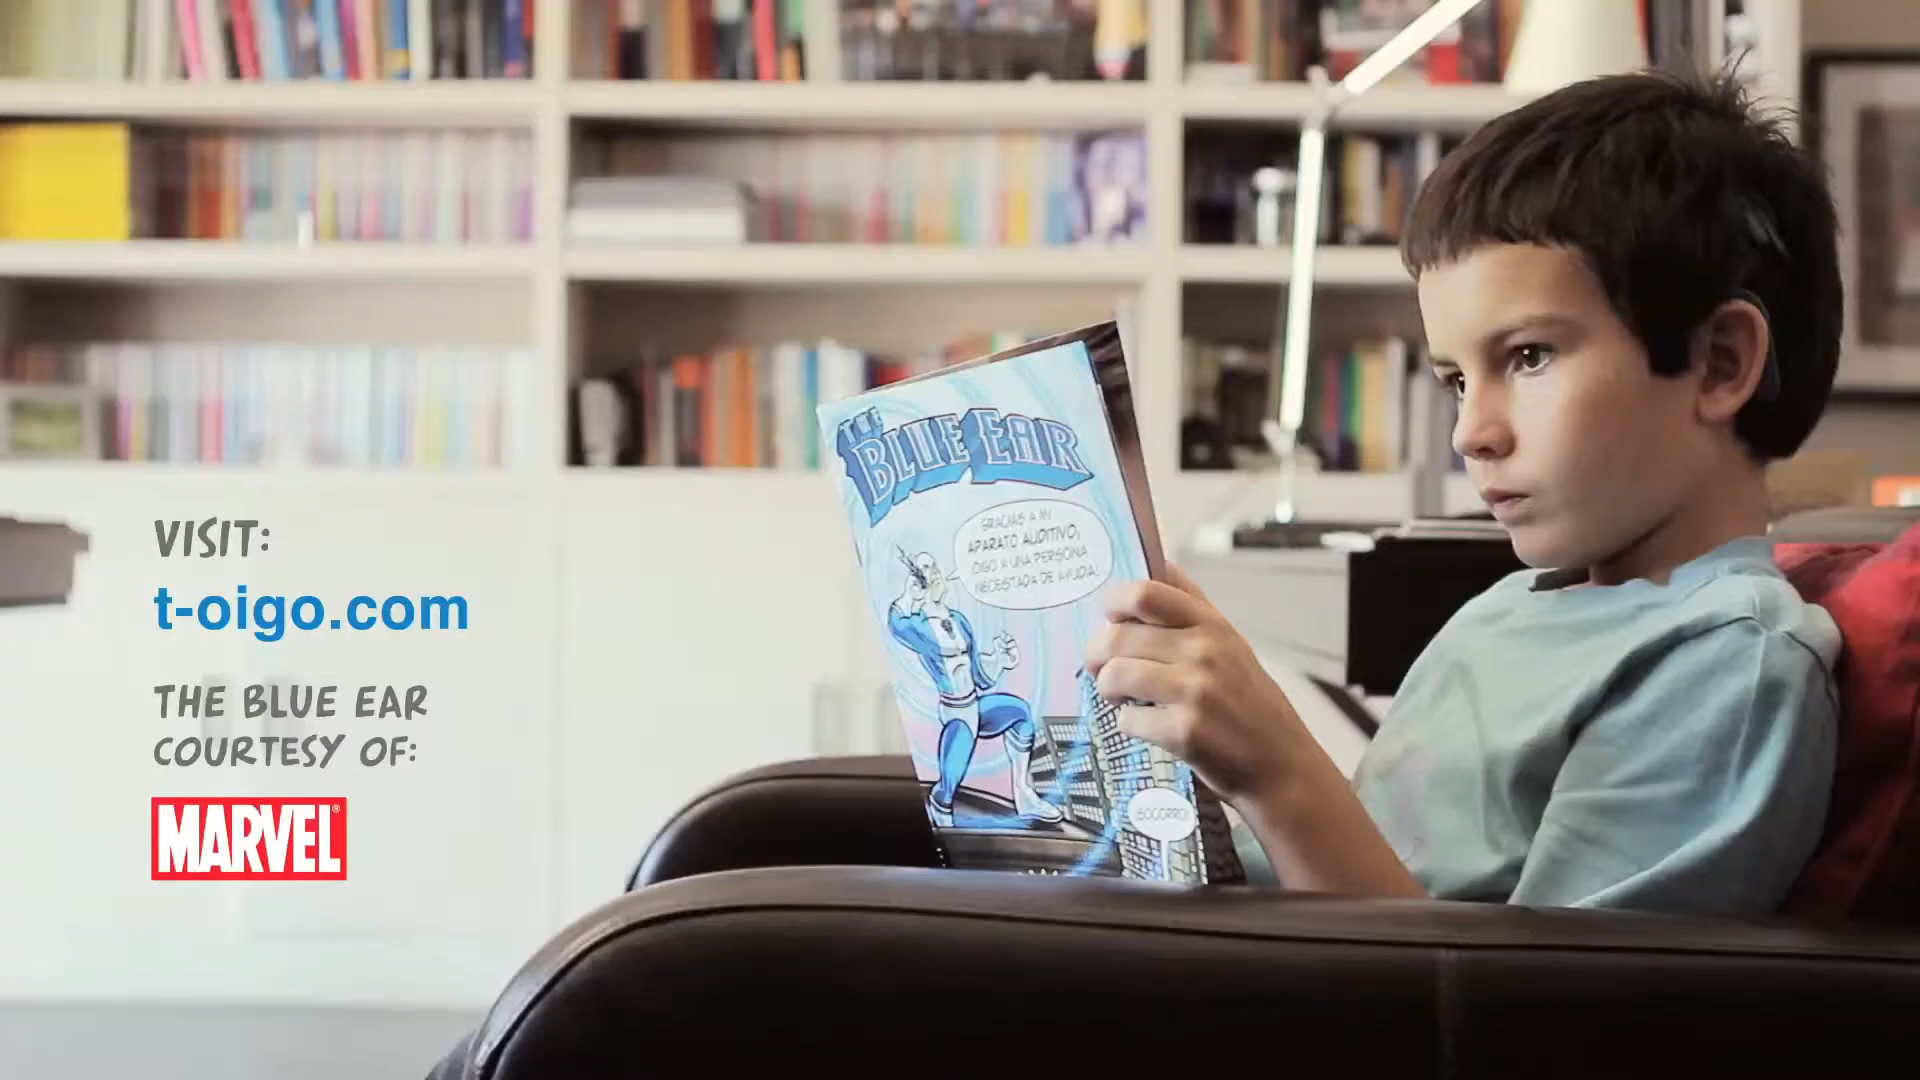 VISIT:
t-oigo.com
THE BLUE EAR
COURTESY OF:
MARVEL®
THE
BLUE EAR
GRACIAS A MI
APARATO AUDITIVO,
OIGO A UNA PERSONA
NECESITADA DE AYUDA!
¡SOCORRO!